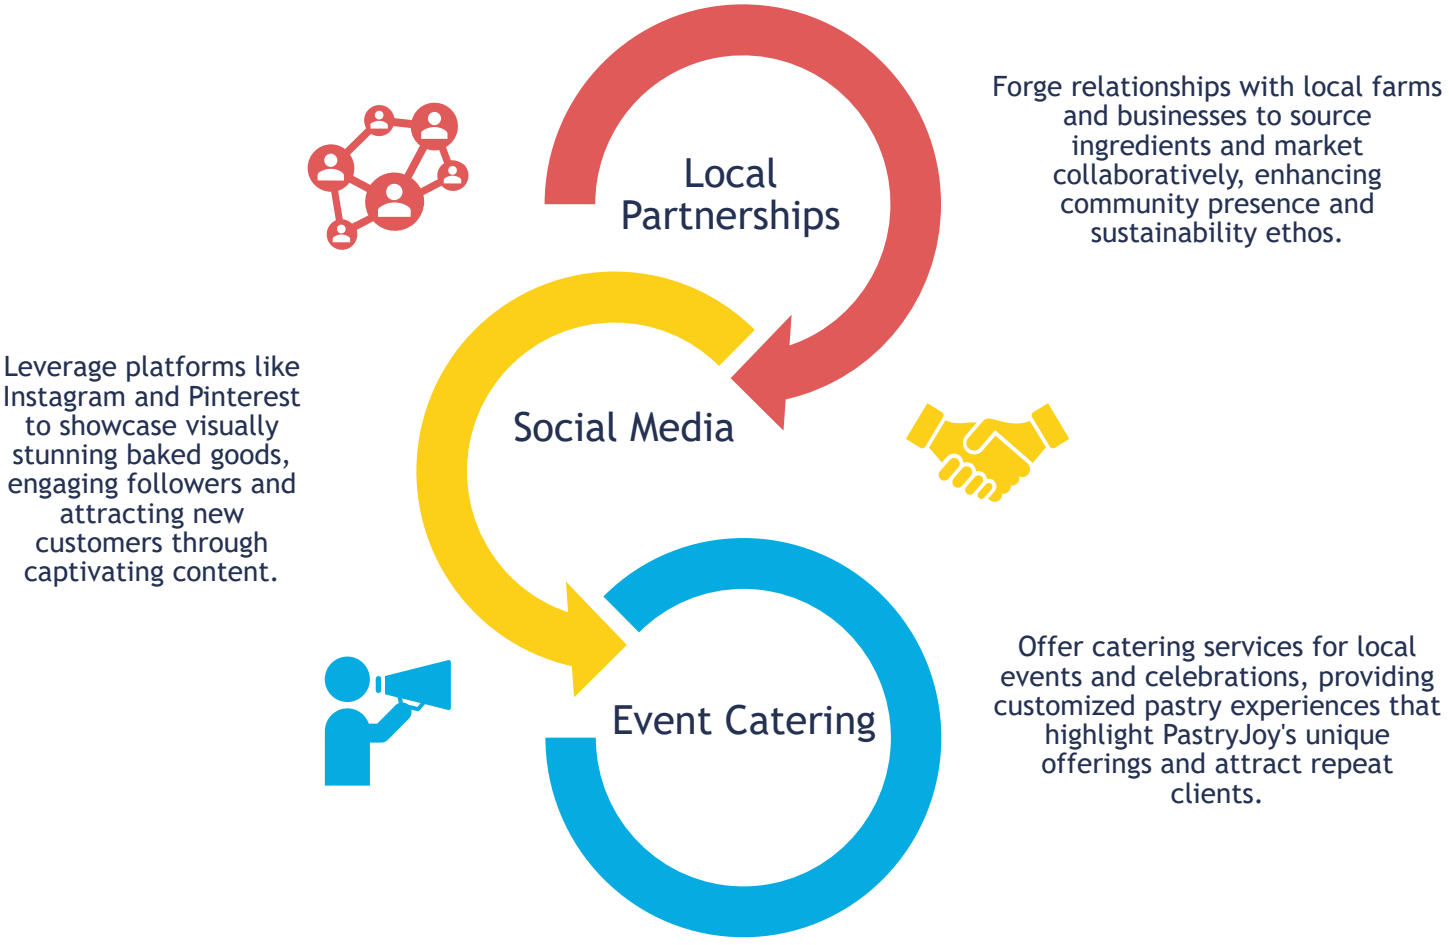 Local
Partnerships
Forge relationships with local farms
and businesses to source
ingredients and market
collaboratively, enhancing
community presence and
sustainability ethos.
Social Media
Leverage platforms like
Instagram and Pinterest
to showcase visually
stunning baked goods,
engaging followers and
attracting new
customers through
captivating content.
Event Catering
Offer catering services for local
events and celebrations, providing
customized pastry experiences that
highlight PastryJoy's unique
offerings and attract repeat
clients.